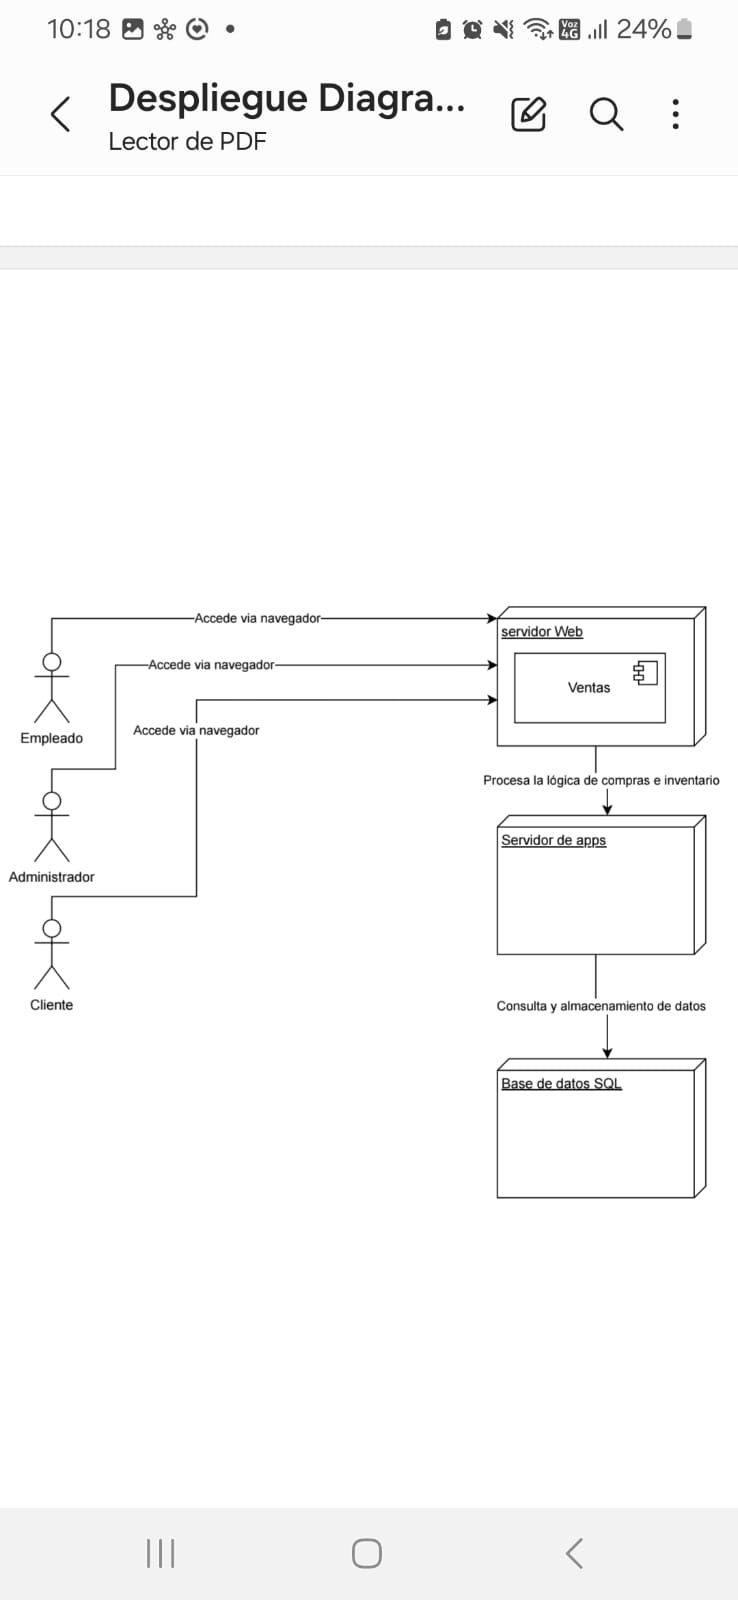 10:18
Voz
4G
24%
Despliegue Diagra...
Lector de PDF
Accede via navegador
servidor Web
Accede via navegador
Ventas
Accede via navegador
Empleado
Procesa la lógica de compras e inventario
Servidor de apps
Administrador
Cliente
Consulta y almacenamiento de datos
Base de datos SQL